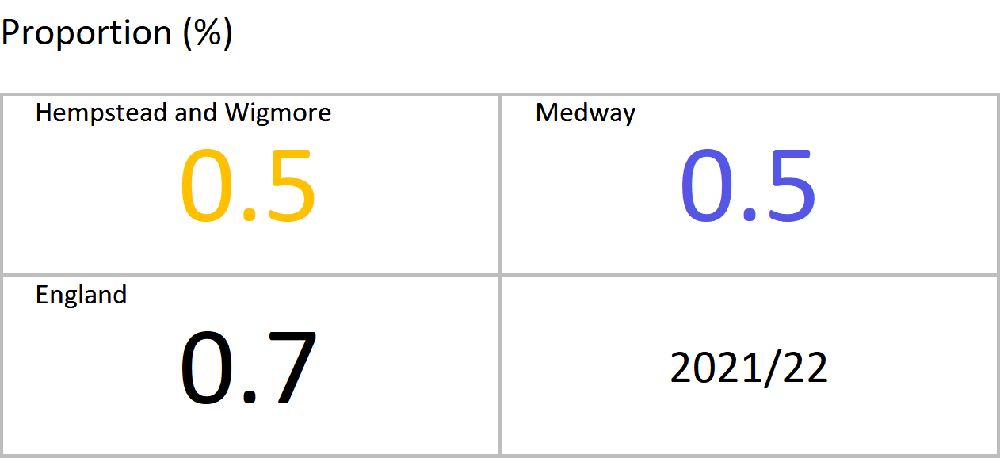 Proportion (%)
Hempstead and Wigmore
0.5
Medway
0.5
England
0.7
2021/22